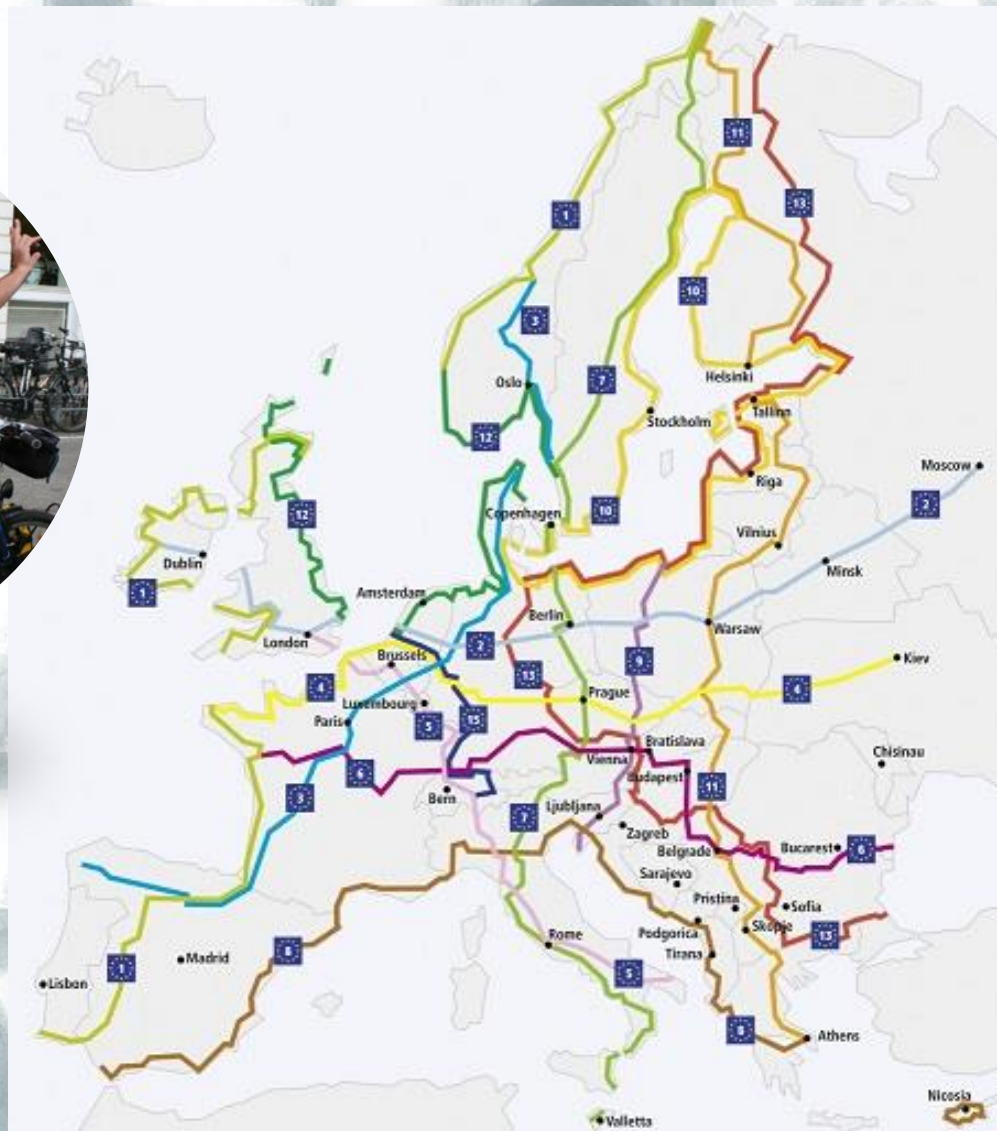 11
13
1
10
3
Oslo
Helsinki
7
Tallinn
Stockholm
12
Moscow
Riga
2
10
12
Copenhagen
Vilnius
Dublin
Minsk
1
Amsterdam
Berlin
Warsaw
London
2
Brussels
9
Kiev
13
4
4
Prague
Luxembourg
Paris
5
15
Bratislava
Chisinau
Vienna
6
Budapest
11
Bern
3
Ljubljana
7
Zagreb
Belgrade
Bucarest
6
Sarajevo
Pristina
Sofia
Podgorica
Skopje
13
Rome
8
Tirana
Madrid
1
5
Lisbon
8
Athens
Nicosia
Valletta